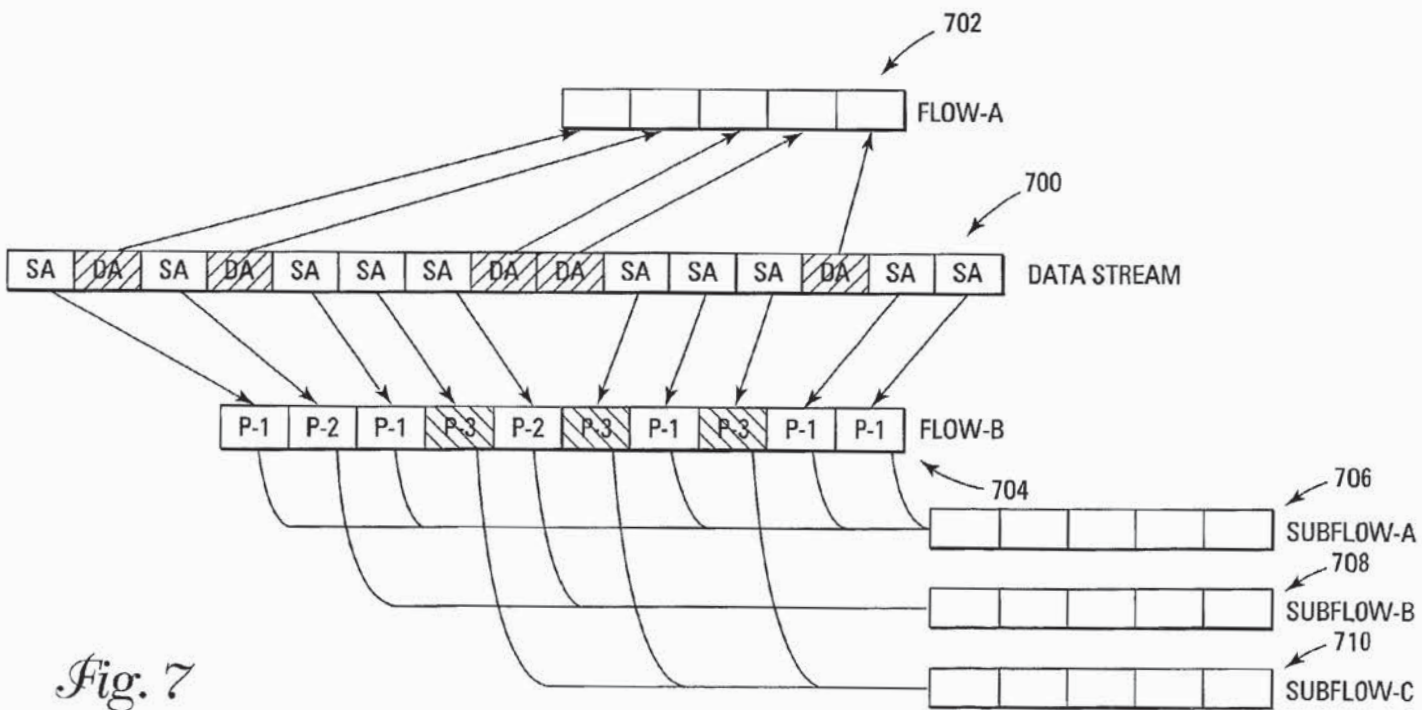 702
FLOW-A
700
SA DA SA DA SA SA SA DA DA SA SA SA DA SA SA DATA STREAM
P-1 P-2 P-1 P-3 P-2 P-3 P-1 P-3 P-1 P-1 FLOW-B
704
706
SUBFLOW-A
708
SUBFLOW-B
710
SUBFLOW-C
Fig. 7